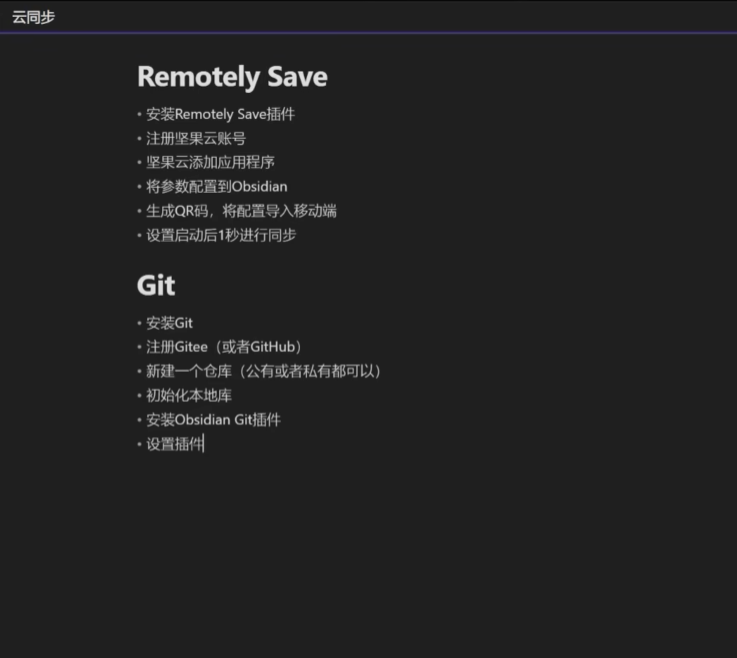 云同步
Remotely Save
• 安装Remotely Save插件
• 注册坚果云账号
• 坚果云添加应用程序
• 将参数配置到Obsidian
• 生成QR码，将配置导入移动端
• 设置启动后1秒进行同步
Git
• 安装Git
• 注册Gitee（或者GitHub）
• 新建一个仓库（公有或者私有都可以）
• 初始化本地库
• 安装Obsidian Git插件
• 设置插件